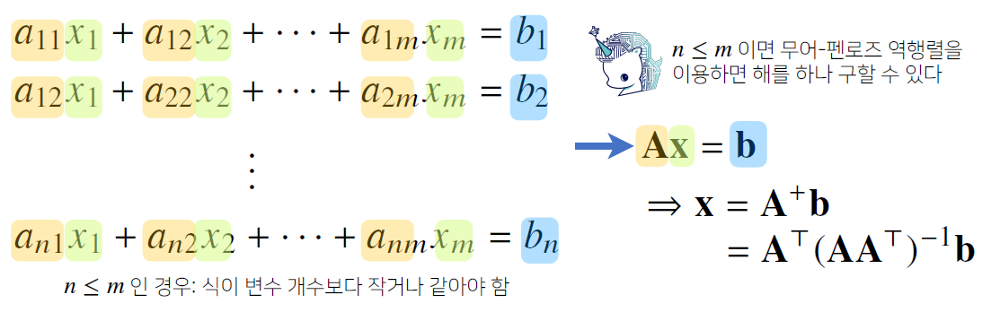 a₁₁x₁ + a₁₂x₂ + ⋯ + a₁ₘxₘ = b₁
a₁₂x₁ + a₂₂x₂ + ⋯ + a₂ₘxₘ = b₂
⋮
aₙ₁x₁ + aₙ₂x₂ + ⋯ + aₙₘxₘ = bₙ
n ≤ m 인 경우: 식이 변수 개수보다 작거나 같아야 함
n ≤ m 이면 무어-펜로즈 역행렬을
이용하면 해를 하나 구할 수 있다
Ax = b
⇒ x = A⁺b
= A⊤(AA⊤)⁻¹b